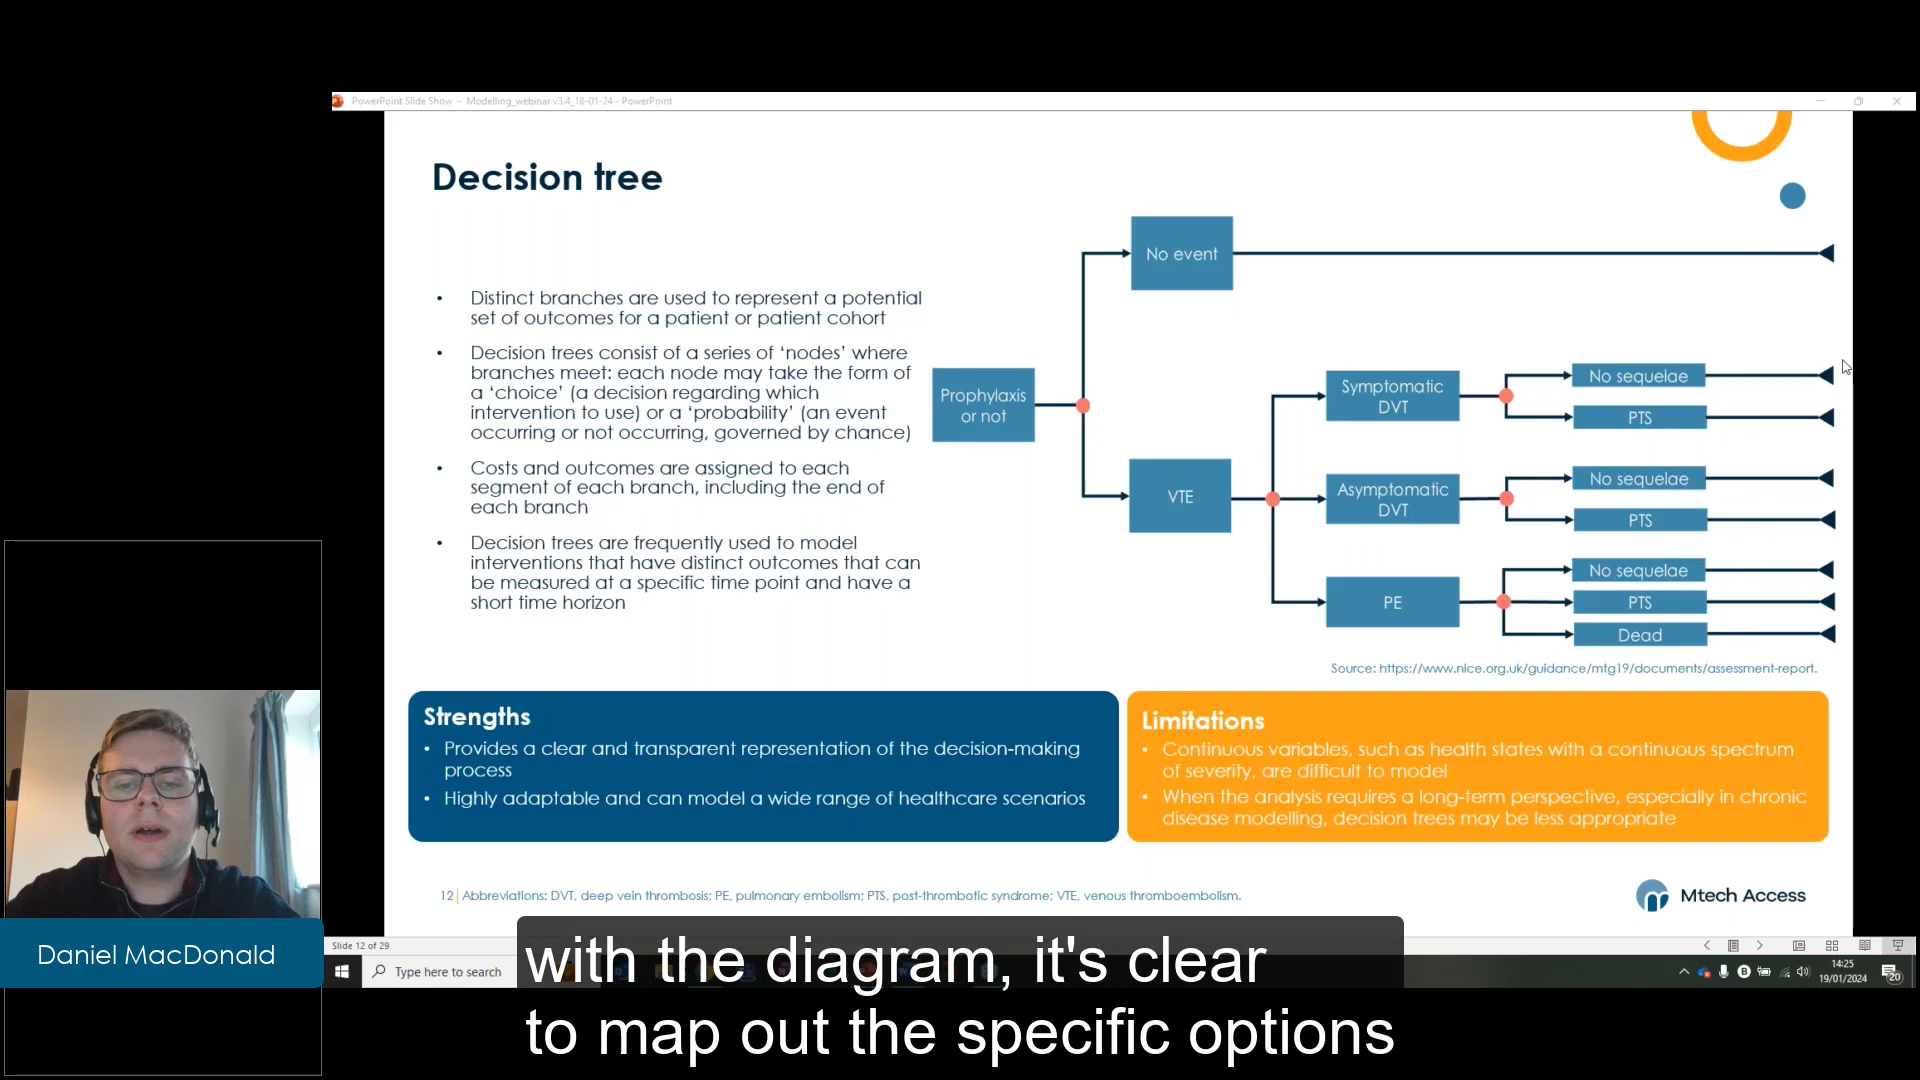 PowerPoint Slide Show - Modelling_webinar v3.4_18-01-24 - PowerPoint
Decision tree
• Distinct branches are used to represent a potential
set of outcomes for a patient or patient cohort
• Decision trees consist of a series of ‘nodes’ where
branches meet: each node may take the form of
a ‘choice’ (a decision regarding which
intervention to use) or a ‘probability’ (an event
occurring or not occurring, governed by chance)
• Costs and outcomes are assigned to each
segment of each branch, including the end of
each branch
• Decision trees are frequently used to model
interventions that have distinct outcomes that can
be measured at a specific time point and have a
short time horizon
Prophylaxis
or not
No event
VTE
Symptomatic
DVT
No sequelae
PTS
Asymptomatic
DVT
No sequelae
PTS
PE
No sequelae
PTS
Dead
Source: https://www.nice.org.uk/guidance/mtg19/documents/assessment-report.
Strengths
• Provides a clear and transparent representation of the decision-making
process
• Highly adaptable and can model a wide range of healthcare scenarios
Limitations
• Continuous variables, such as health states with a continuous spectrum
of severity, are difficult to model
• When the analysis requires a long-term perspective, especially in chronic
disease modelling, decision trees may be less appropriate
12 Abbreviations: DVT, deep vein thrombosis; PE, pulmonary embolism; PTS, post-thrombotic syndrome; VTE, venous thromboembolism.
Mtech Access
Daniel MacDonald
Slide 12 of 29
Type here to search
14:25
19/01/2024
20
with the diagram, it's clear
to map out the specific options